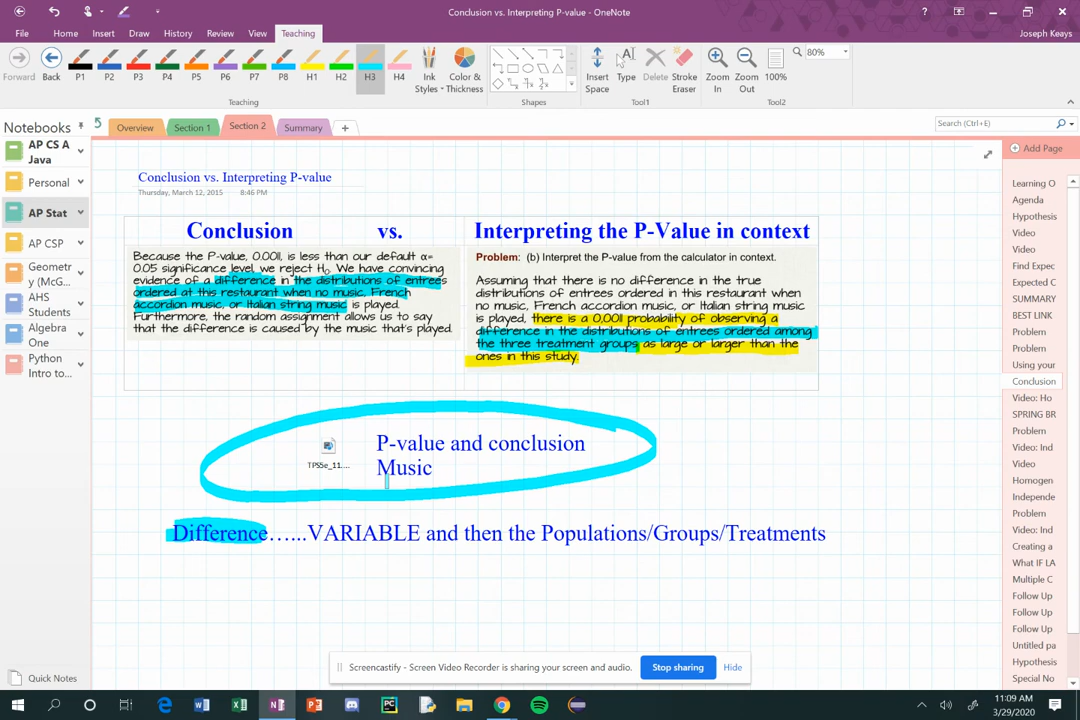 Conclusion vs. Interpreting P-value - OneNote
?
File
Home
Insert
Draw
History
Review
View
Teaching
Joseph Keays
Forward
Back
P1
P2
P3
P4
P5
P6
P7
P8
H1
H2
H3
H4
Ink Styles
Color & Thickness
Insert Space
Type
Delete
Stroke Eraser
Zoom In
Zoom Out
100%
80%
Teaching
Shapes
Tool1
Tool2
Notebooks
Overview
Section 1
Section 2
Summary
Search (Ctrl+E)
AP CS A
Java
Personal
AP Stat
AP CSP
Geometr
y (McG...
AHS
Students
Algebra
One
Python
Intro to...
Quick Notes
Conclusion vs. Interpreting P-value
Thursday, March 12, 2015 8:46 PM
Conclusion vs.
Because the P-value, 0.0011, is less than our default α=
0.05 significance level, we reject H0. We have convincing
evidence of a difference in the distributions of entrees
ordered at this restaurant when no music, French
accordion music, or Italian string music is played.
Furthermore, the random assignment allows us to say
that the difference is caused by the music that's played.
Interpreting the P-Value in context
Problem: (b) Interpret the P-value from the calculator in context.
Assuming that there is no difference in the true
distributions of entrees ordered in this restaurant when
no music, French accordion music, or Italian string music
is played, there is a 0.0011 probability of observing a
difference in the distributions of entrees ordered among
the three treatment groups as large or larger than the
ones in this study.
TPS5e_11....
P-value and conclusion
Music
Difference…...VARIABLE and then the Populations/Groups/Treatments
Add Page
Learning O
Agenda
Hypothesis
Video
Video
Find Expec
Expected C
SUMMARY
BEST LINK
Problem
Problem
Using your
Conclusion
Video: Ho
SPRING BR
Problem
Video: Ind
Video
Homogen
Independe
Problem
Video: Ind
Creating a
What IF LA
Multiple C
Follow Up
Follow Up
Follow Up
Untitled pa
Hypothesis
Special No
Screencastify - Screen Video Recorder is sharing your screen and audio.
Stop sharing
Hide
11:09 AM
3/29/2020